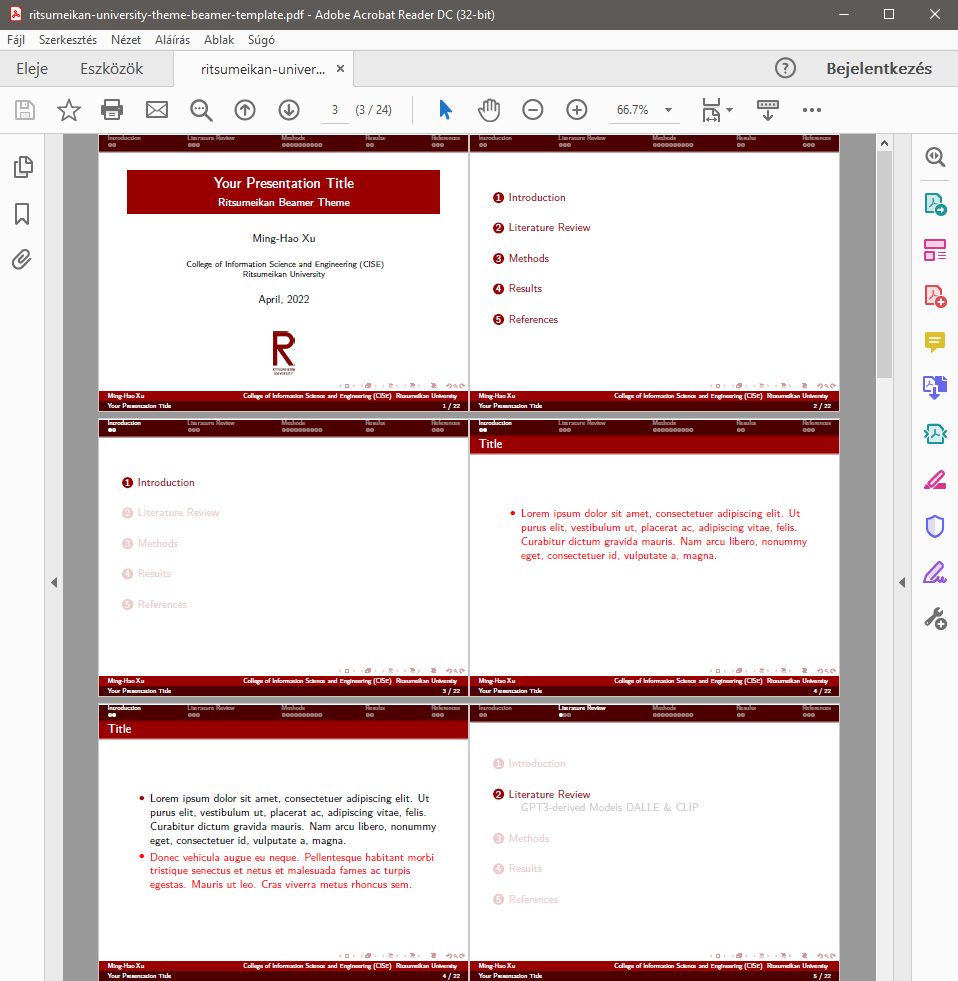 ritsumeikan-university-theme-beamer-template.pdf - Adobe Acrobat Reader DC (32-bit)
Fájl Szerkesztés Nézet Aláírás Ablak Súgó
Eleje Eszközök ritsumeikan-univer... × Bejelentkezés
3 (3 / 24) 66.7%
Introduction Literature Review Methods Results References
Your Presentation Title
Ritsumeikan Beamer Theme
Ming-Hao Xu
College of Information Science and Engineering (CISE)
Ritsumeikan University
April, 2022
R
RITSUMEIKAN
UNIVERSITY
Ming-Hao Xu College of Information Science and Engineering (CISE) Ritsumeikan University
Your Presentation Title 1 / 22
Introduction Literature Review Methods Results References
1 Introduction
2 Literature Review
3 Methods
4 Results
5 References
Ming-Hao Xu College of Information Science and Engineering (CISE) Ritsumeikan University
Your Presentation Title 2 / 22
Introduction Literature Review Methods Results References
1 Introduction
2 Literature Review
3 Methods
4 Results
5 References
Ming-Hao Xu College of Information Science and Engineering (CISE) Ritsumeikan University
Your Presentation Title 3 / 22
Introduction Literature Review Methods Results References
Title
• Lorem ipsum dolor sit amet, consectetuer adipiscing elit. Ut
purus elit, vestibulum ut, placerat ac, adipiscing vitae, felis.
Curabitur dictum gravida mauris. Nam arcu libero, nonummy
eget, consectetuer id, vulputate a, magna.
Ming-Hao Xu College of Information Science and Engineering (CISE) Ritsumeikan University
Your Presentation Title 4 / 22
Introduction Literature Review Methods Results References
Title
• Lorem ipsum dolor sit amet, consectetuer adipiscing elit. Ut
purus elit, vestibulum ut, placerat ac, adipiscing vitae, felis.
Curabitur dictum gravida mauris. Nam arcu libero, nonummy
eget, consectetuer id, vulputate a, magna.
• Donec vehicula augue eu neque. Pellentesque habitant morbi
tristique senectus et netus et malesuada fames ac turpis
egestas. Mauris ut leo. Cras viverra metus rhoncus sem.
Ming-Hao Xu College of Information Science and Engineering (CISE) Ritsumeikan University
Your Presentation Title 4 / 22
Introduction Literature Review Methods Results References
1 Introduction
2 Literature Review
GPT3-derived Models DALLE & CLIP
3 Methods
4 Results
5 References
Ming-Hao Xu College of Information Science and Engineering (CISE) Ritsumeikan University
Your Presentation Title 5 / 22